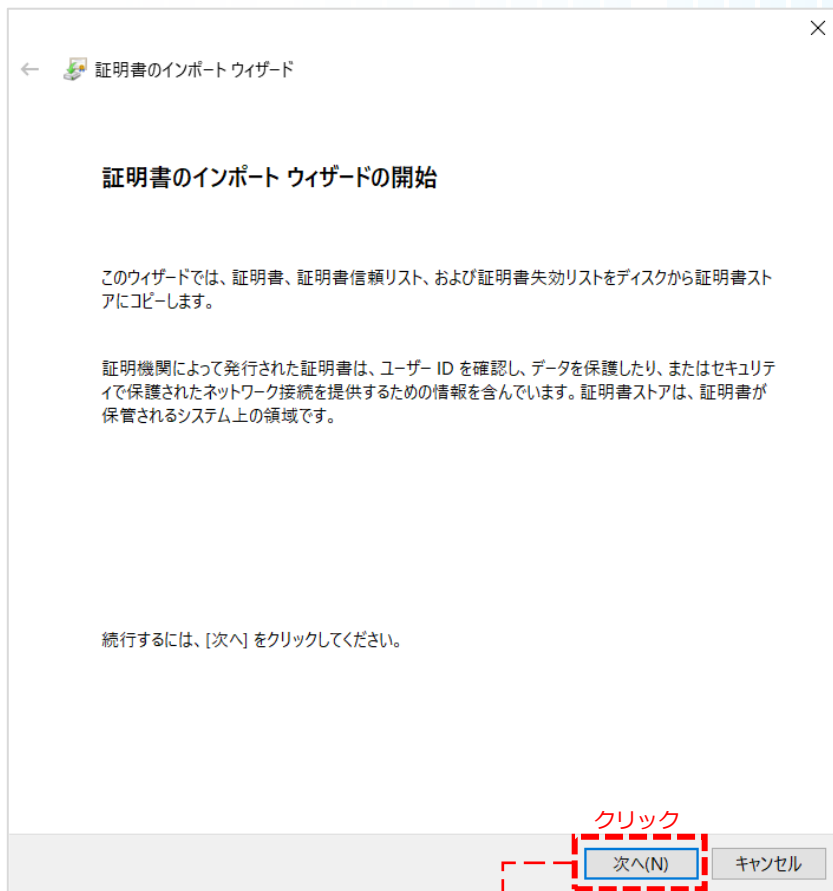 証明書のインポート ウィザード
証明書のインポート ウィザードの開始
このウィザードでは、証明書、証明書信頼リスト、および証明書失効リストをディスクから証明書スト
アにコピーします。
証明機関によって発行された証明書は、ユーザー ID を確認し、データを保護したり、またはセキュリテ
ィで保護されたネットワーク接続を提供するための情報を含んでいます。証明書ストアは、証明書が
保管されるシステム上の領域です。
続行するには、[次へ] をクリックしてください。
クリック
次へ(N) キャンセル